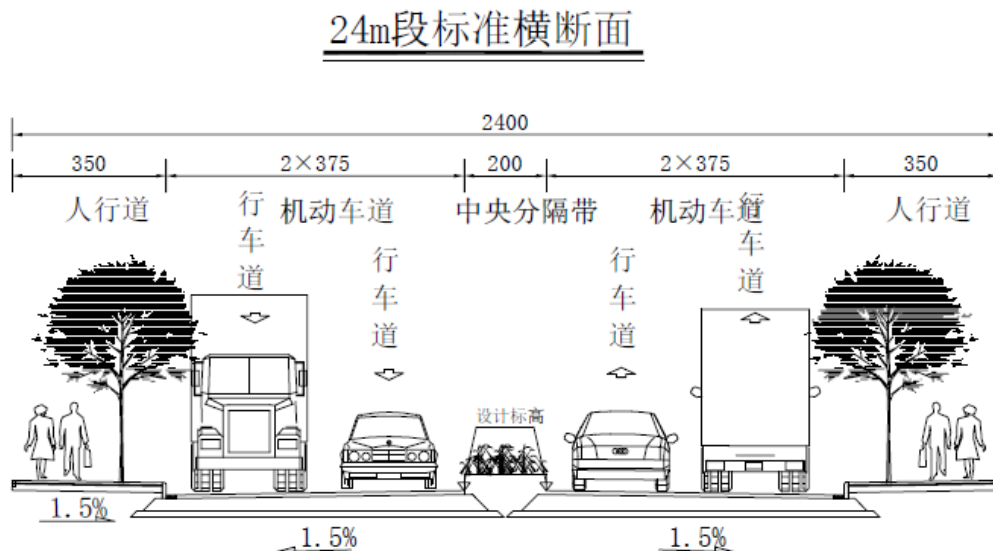 24m段标准横断面
2400
350 2×375 200 2×375 350
人行道 机动车道 中央分隔带 机动车道 人行道
行车道
行车道
行车道
行车道
设计标高
1.5%
1.5% 1.5%